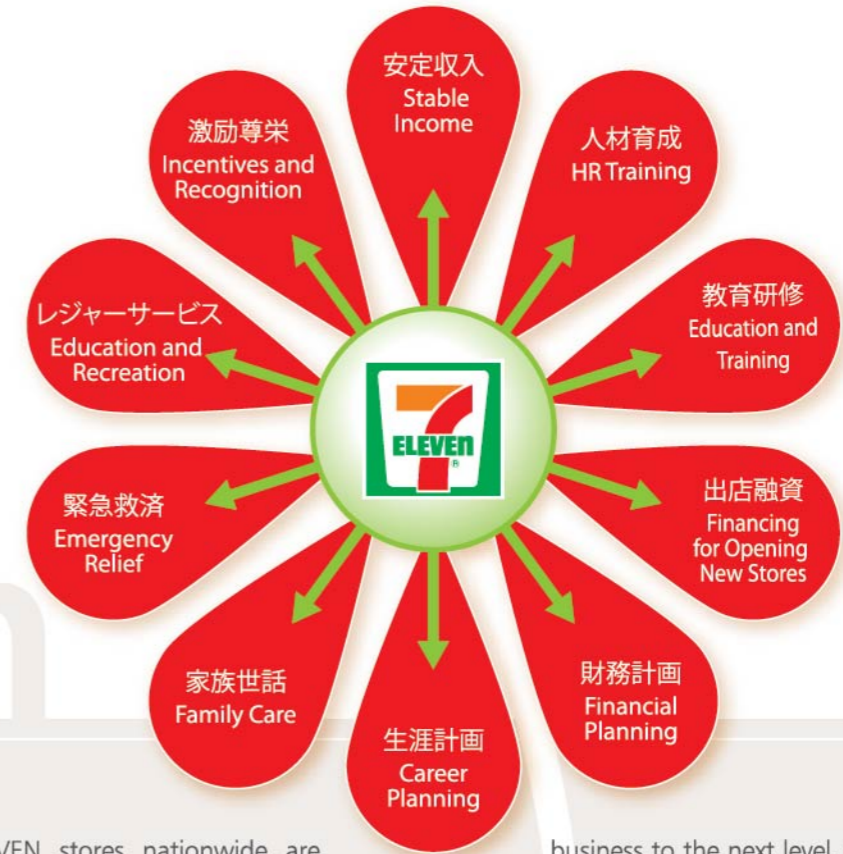 安定収入
Stable
Income
人材育成
HR Training
教育研修
Education and
Training
出店融資
Financing
for Opening
New Stores
財務計画
Financial
Planning
生涯計画
Career
Planning
家族世話
Family Care
緊急救済
Emergency
Relief
レジャーサービス
Education and
Recreation
激励尊栄
Incentives and
Recognition
7
ELEVEN
®
stores nationwide are
business to the next level